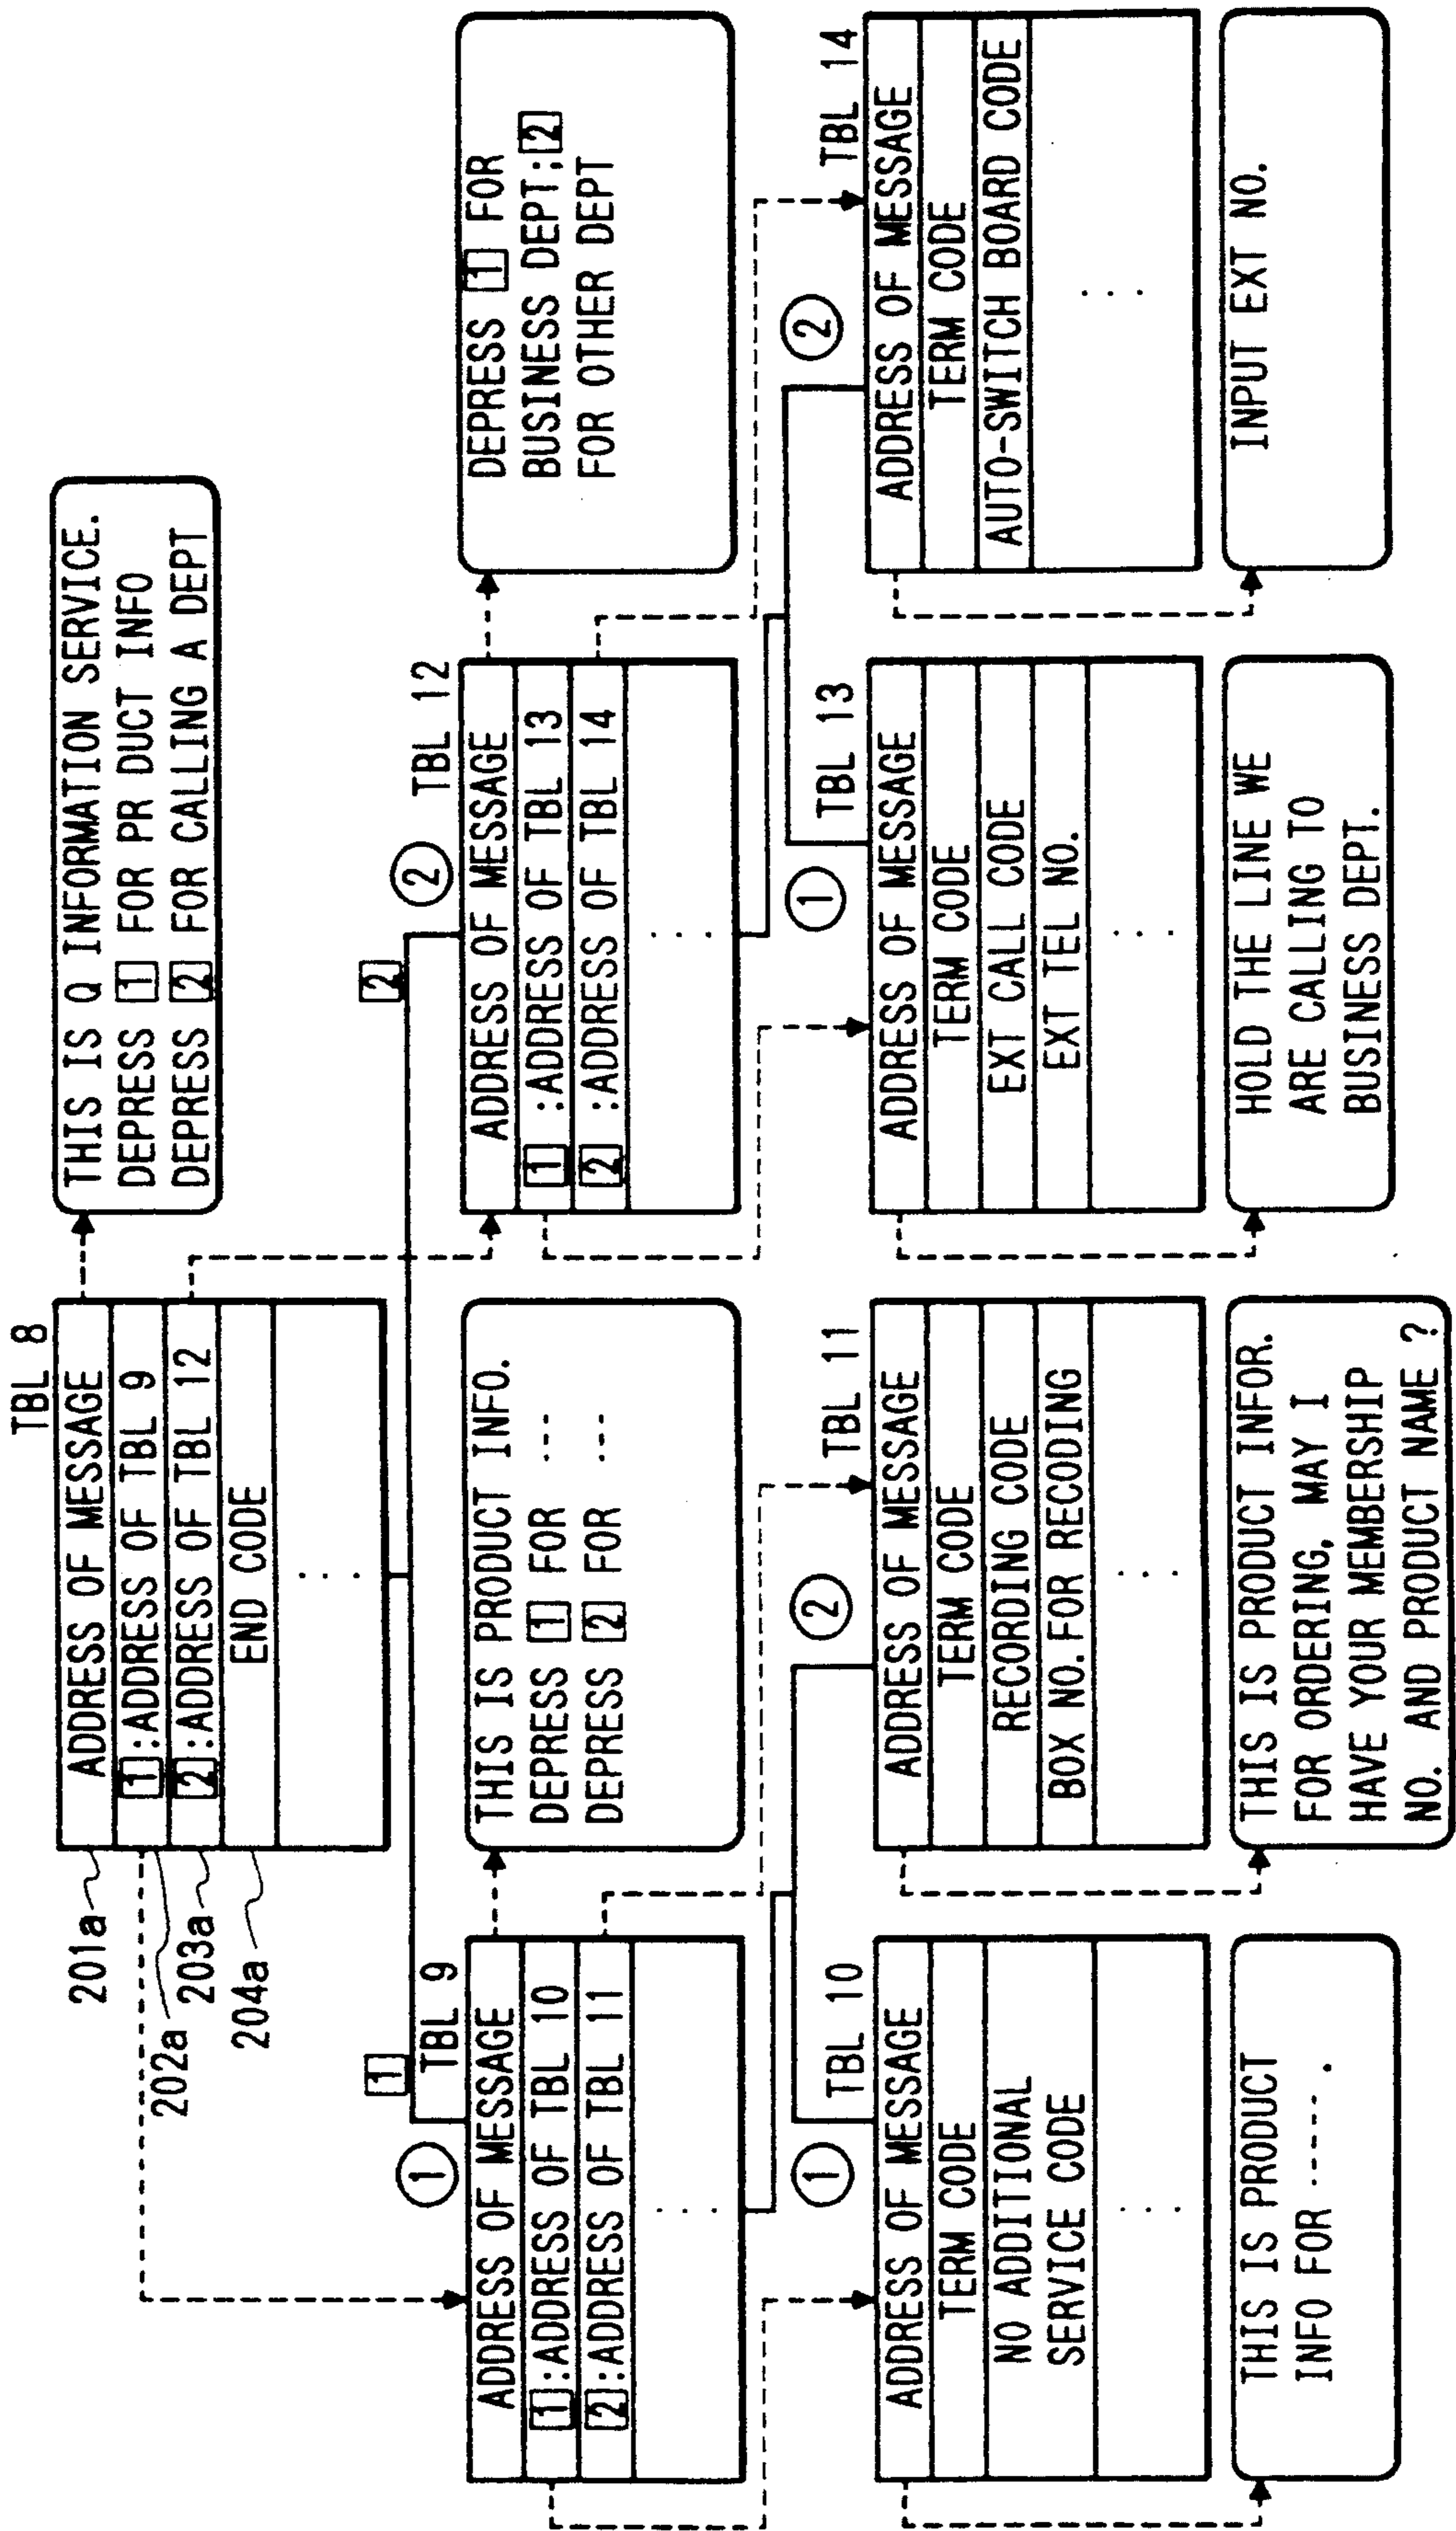 TBL 8
ADDRESS OF MESSAGE
[1]:ADDRESS OF TBL 9
[2]:ADDRESS OF TBL 12
END CODE
. . .
201a
202a
203a
204a
THIS IS Q INFORMATION SERVICE.
DEPRESS [1] FOR PR DUCT INFO
DEPRESS [2] FOR CALLING A DEPT
[1]
[2]
① TBL 9
ADDRESS OF MESSAGE
[1]:ADDRESS OF TBL 10
[2]:ADDRESS OF TBL 11
. . .
THIS IS PRODUCT INFO.
DEPRESS [1] FOR ---
DEPRESS [2] FOR ---
② TBL 12
ADDRESS OF MESSAGE
[1] :ADDRESS OF TBL 13
[2] :ADDRESS OF TBL 14
. . .
DEPRESS [1] FOR
BUSINESS DEPT;[2]
FOR OTHER DEPT
① TBL 10
ADDRESS OF MESSAGE
TERM CODE
NO ADDITIONAL
SERVICE CODE
. . .
THIS IS PRODUCT
INFO FOR -----.
② TBL 11
ADDRESS OF MESSAGE
TERM CODE
RECORDING CODE
BOX NO. FOR RECODING
. . .
THIS IS PRODUCT INFOR.
FOR ORDERING, MAY I
HAVE YOUR MEMBERSHIP
NO. AND PRODUCT NAME ?
① TBL 13
ADDRESS OF MESSAGE
TERM CODE
EXT CALL CODE
EXT TEL NO.
. . .
HOLD THE LINE WE
ARE CALLING TO
BUSINESS DEPT.
② TBL 14
ADDRESS OF MESSAGE
TERM CODE
AUTO-SWITCH BOARD CODE
. . .
INPUT EXT NO.